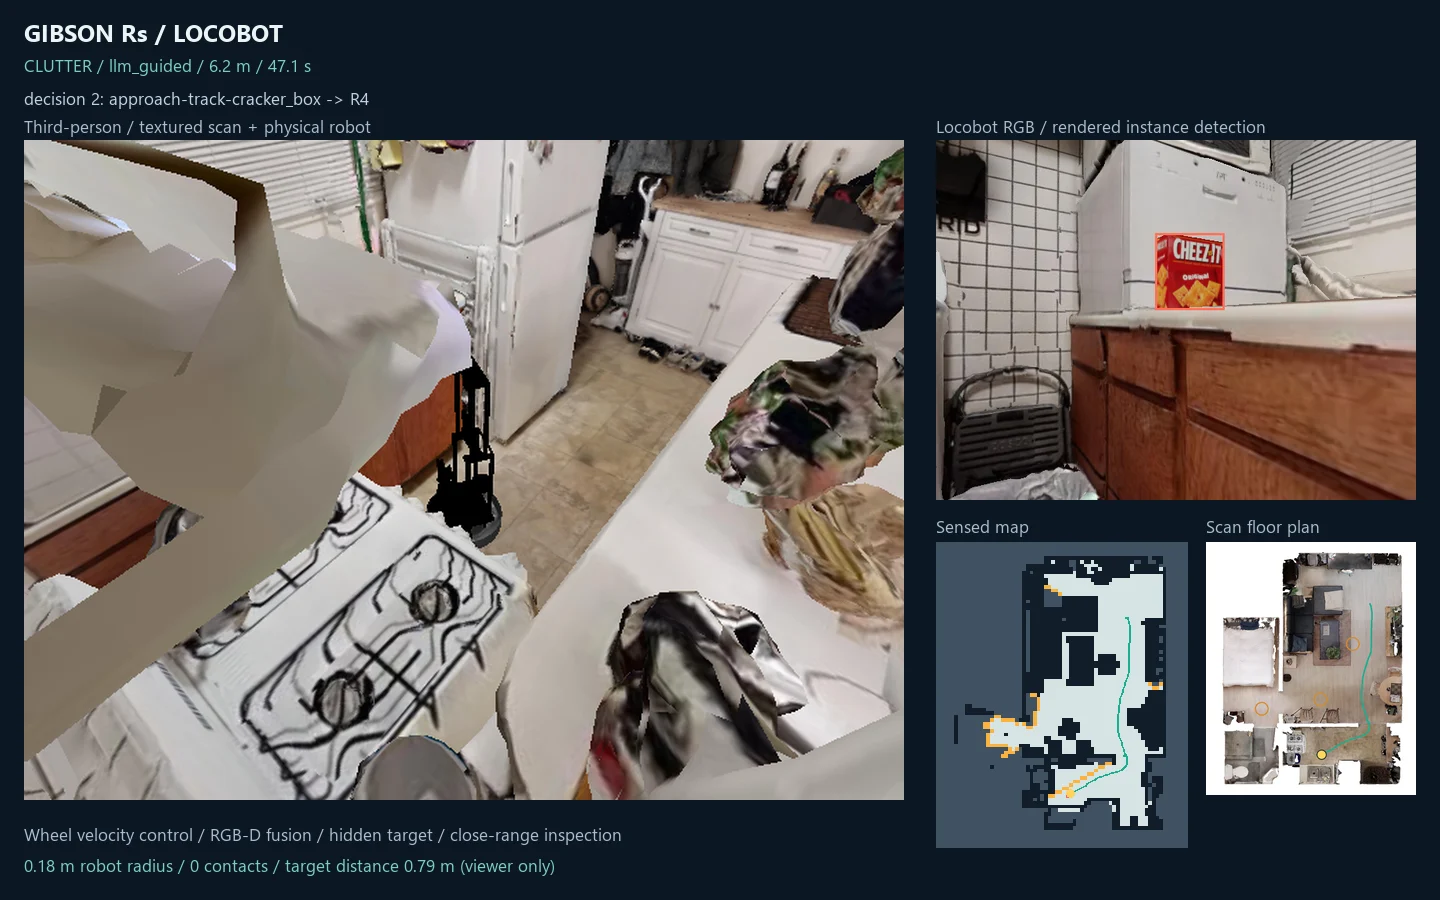 GIBSON Rs / LOCOBOT
CLUTTER / llm_guided / 6.2 m / 47.1 s
decision 2: approach-track-cracker_box -> R4
Third-person / textured scan + physical robot
Locobot RGB / rendered instance detection
RID
CHEEZ-IT
Original
Sensed map
Scan floor plan
Wheel velocity control / RGB-D fusion / hidden target / close-range inspection
0.18 m robot radius / 0 contacts / target distance 0.79 m (viewer only)